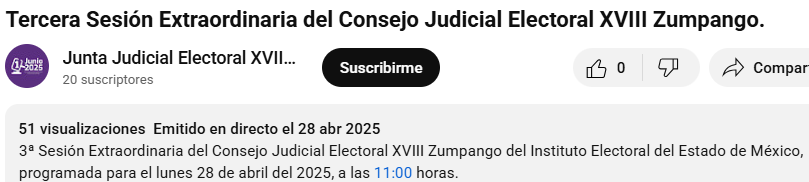 Tercera Sesión Extraordinaria del Consejo Judicial Electoral XVIII Zumpango.
Junio
2025
Junta Judicial Electoral XVII...
20 suscriptores
Suscribirme
0
Compar
51 visualizaciones Emitido en directo el 28 abr 2025
3ª Sesión Extraordinaria del Consejo Judicial Electoral XVIII Zumpango del Instituto Electoral del Estado de México,
programada para el lunes 28 de abril del 2025, a las 11:00 horas.